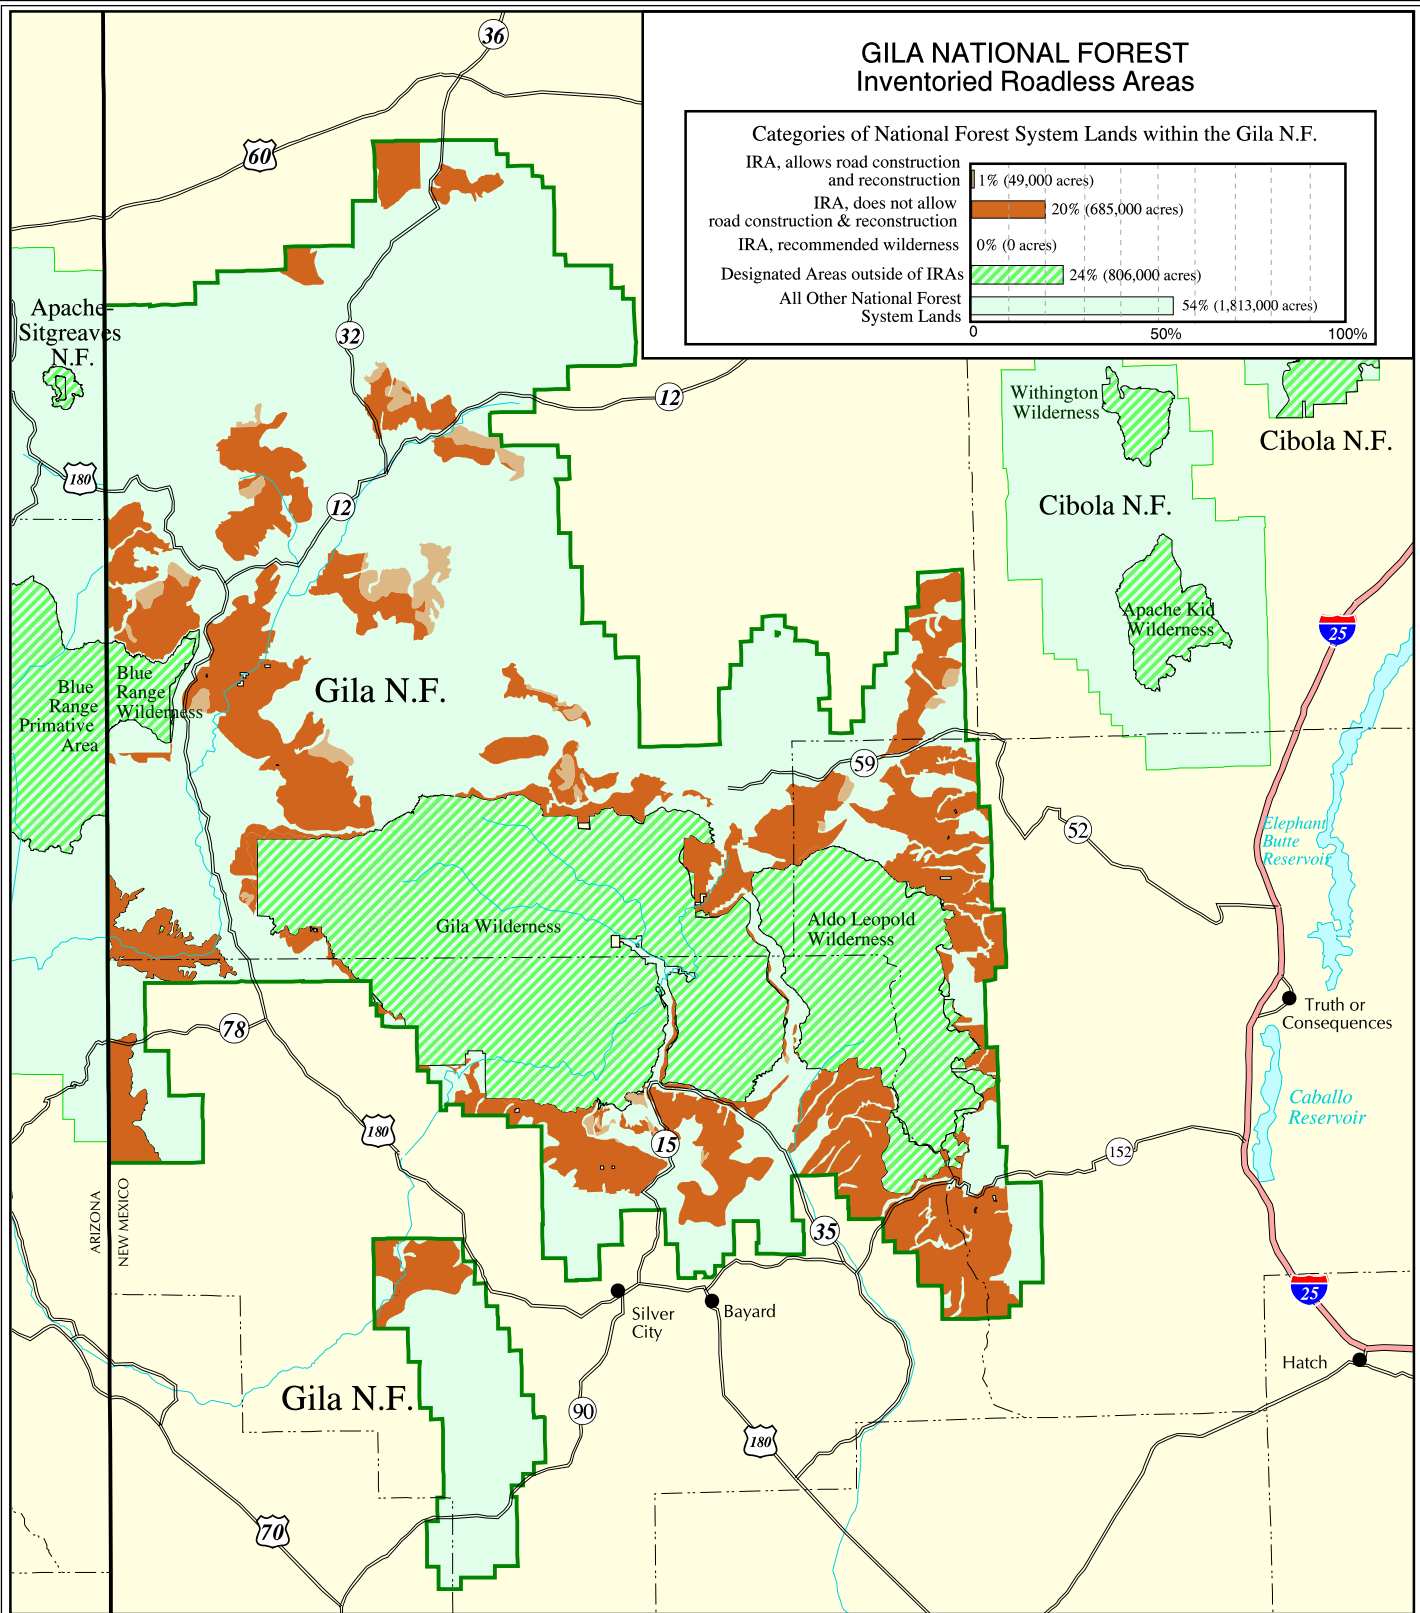 GILA NATIONAL FOREST
Inventoried Roadless Areas
Categories of National Forest System Lands within the Gila N.F.
IRA, allows road construction
and reconstruction
1% (49,000 acres)
IRA, does not allow
road construction & reconstruction
20% (685,000 acres)
IRA, recommended wilderness
0% (0 acres)
Designated Areas outside of IRAs
24% (806,000 acres)
All Other National Forest
System Lands
54% (1,813,000 acres)
0
50%
100%
36
60
Apache-
Sitgreaves
N.F.
32
12
Withington
Wilderness
Cibola N.F.
180
Cibola N.F.
12
Apache Kid
Wilderness
25
Blue
Range
Primative
Area
Blue
Range
Wilderness
Gila N.F.
59
52
Elephant
Butte
Reservoir
Gila Wilderness
Aldo Leopold
Wilderness
Truth or
Consequences
78
180
15
Caballo
Reservoir
152
ARIZONA
NEW MEXICO
35
25
Silver
City
Bayard
Hatch
Gila N.F.
90
180
70